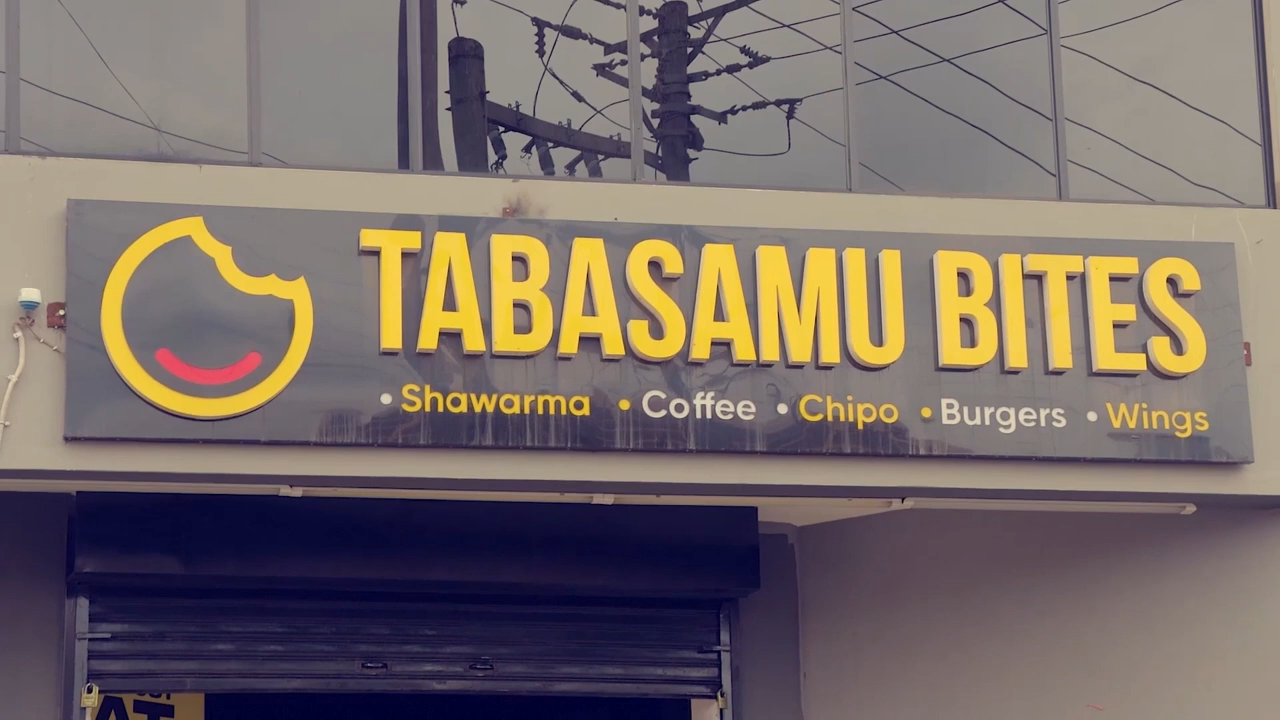 TABASAMU BITES
• Shawarma • Coffee • Chipo • Burgers • Wings